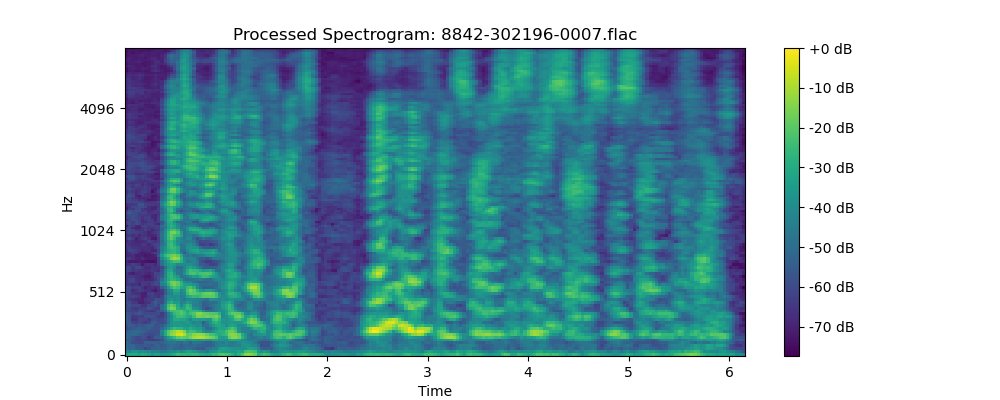 Processed Spectrogram: 8842-302196-0007.flac
+0 dB
-10 dB
-20 dB
-30 dB
-40 dB
-50 dB
-60 dB
-70 dB
4096
2048
1024
512
0
Hz
0 1 2 3 4 5 6
Time